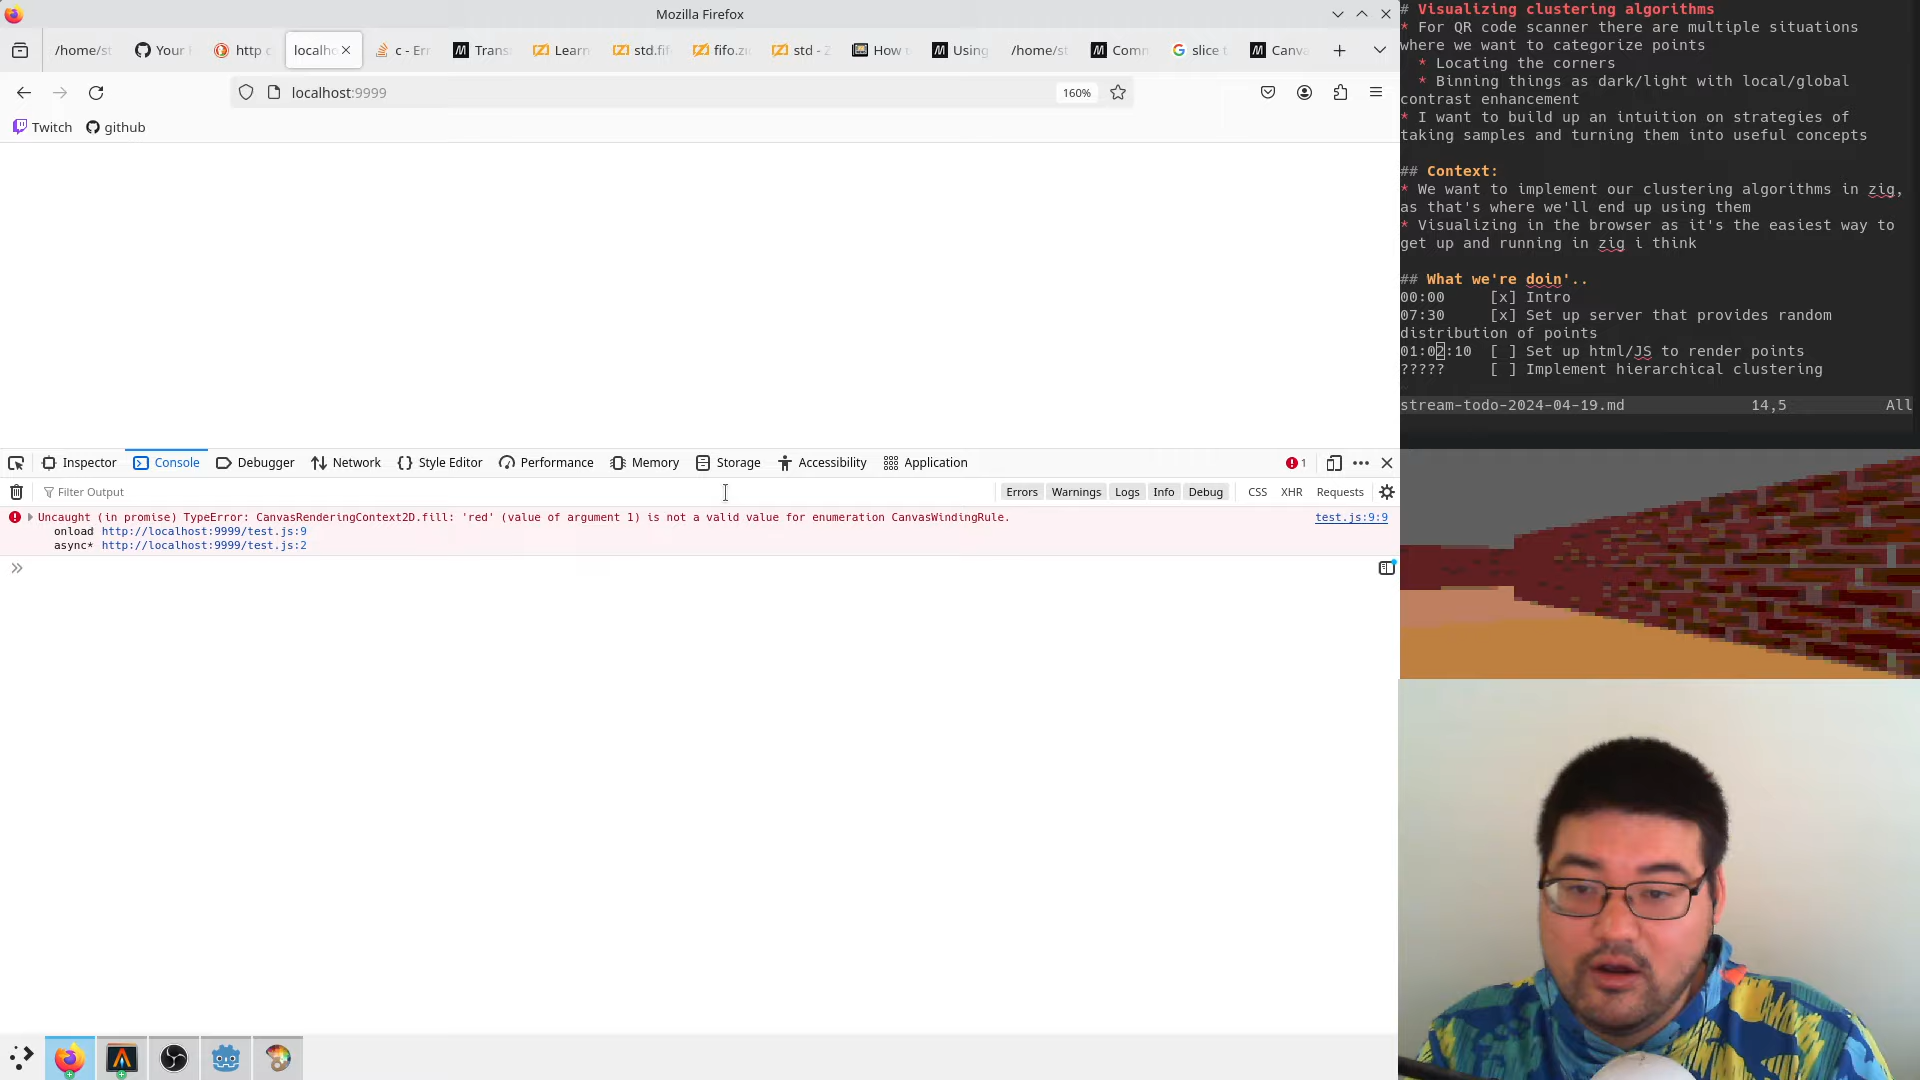 Mozilla Firefox
/home/st
Your
http c
localho
c - Err
Trans
Learn
std.fif
fifo.zi
std - Z
How
Using
/home/st
Comm
slice t
Canva
localhost:9999
160%
Twitch
github
Inspector
Console
Debugger
Network
Style Editor
Performance
Memory
Storage
Accessibility
Application
1
Filter Output
Errors
Warnings
Logs
Info
Debug
CSS
XHR
Requests
Uncaught (in promise) TypeError: CanvasRenderingContext2D.fill: 'red' (value of argument 1) is not a valid value for enumeration CanvasWindingRule.
test.js:9:9
onload http://localhost:9999/test.js:9
async* http://localhost:9999/test.js:2
# Visualizing clustering algorithms
* For QR code scanner there are multiple situations
where we want to categorize points
* Locating the corners
* Binning things as dark/light with local/global
contrast enhancement
* I want to build up an intuition on strategies of
taking samples and turning them into useful concepts
## Context:
* We want to implement our clustering algorithms in zig,
as that's where we'll end up using them
* Visualizing in the browser as it's the easiest way to
get up and running in zig i think
## What we're doin'..
00:00 [x] Intro
07:30 [x] Set up server that provides random
distribution of points
01:02:10 [ ] Set up html/JS to render points
????? [ ] Implement hierarchical clustering
~
stream-todo-2024-04-19.md 14,5 All